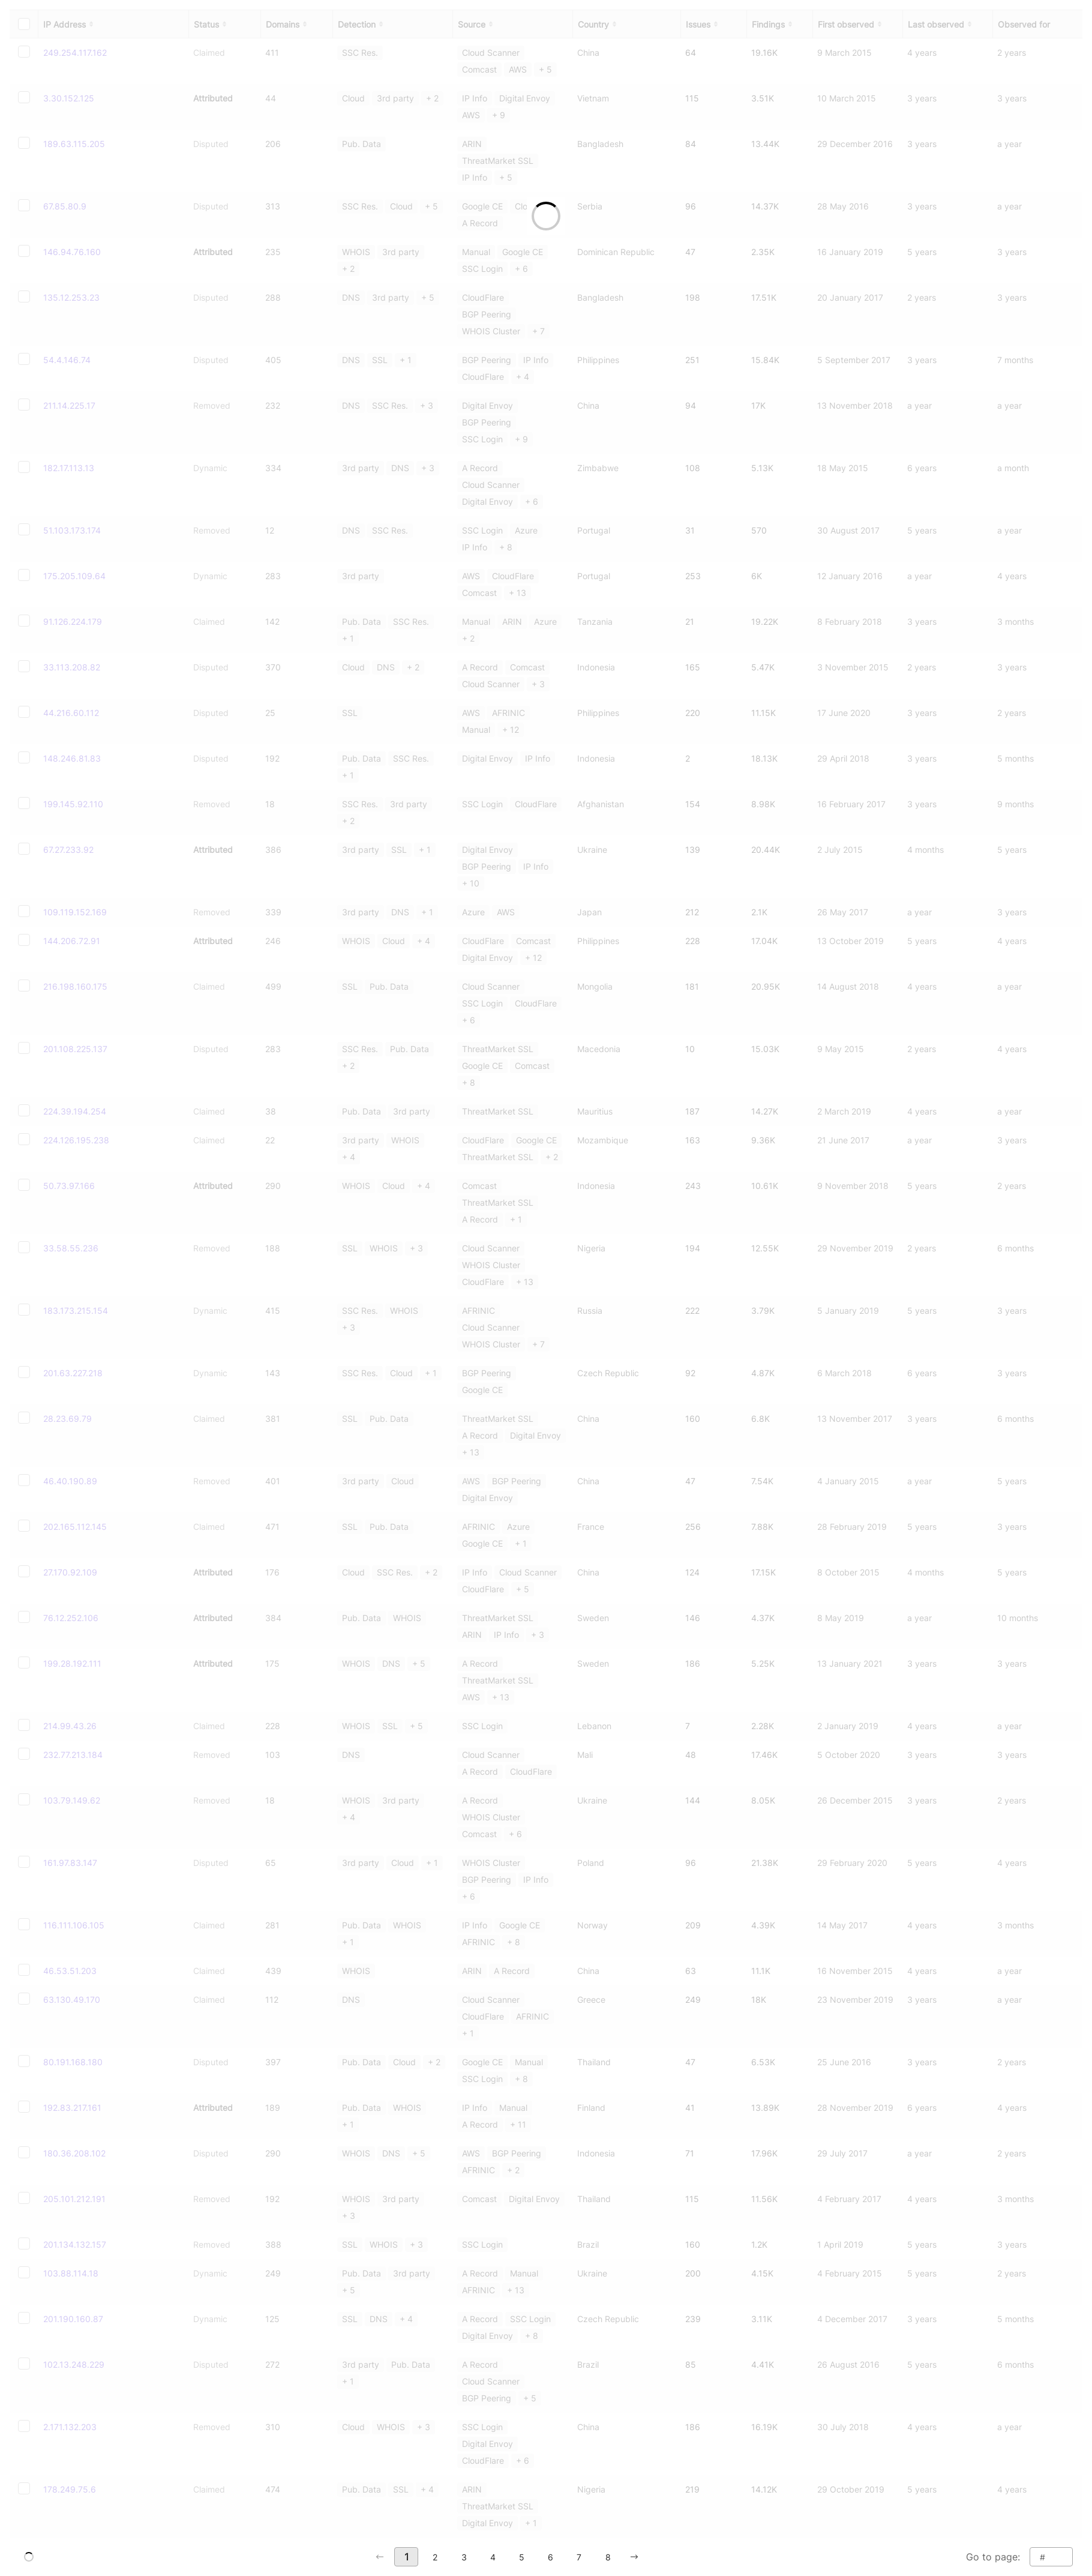 IP Address Status Domains Detection Source Country Issues Findings First observed Last observed Observed for
249.254.117.162 Claimed 411 SSC Res. Cloud Scanner China 64 19.16K 9 March 2015 4 years 2 years
Comcast AWS + 5
3.30.152.125 Attributed 44 Cloud 3rd party + 2 IP Info Digital Envoy Vietnam 115 3.51K 10 March 2015 3 years 3 years
AWS + 9
189.63.115.205 Disputed 206 Pub. Data ARIN Bangladesh 84 13.44K 29 December 2016 3 years a year
ThreatMarket SSL
IP Info + 5
67.85.80.9 Disputed 313 SSC Res. Cloud + 5 Google CE Clo Serbia 96 14.37K 28 May 2016 3 years a year
A Record
146.94.76.160 Attributed 235 WHOIS 3rd party Manual Google CE Dominican Republic 47 2.35K 16 January 2019 5 years 3 years
+ 2 SSC Login + 6
135.12.253.23 Disputed 288 DNS 3rd party + 5 CloudFlare Bangladesh 198 17.51K 20 January 2017 2 years 3 years
BGP Peering
WHOIS Cluster + 7
54.4.146.74 Disputed 405 DNS SSL + 1 BGP Peering IP Info Philippines 251 15.84K 5 September 2017 3 years 7 months
CloudFlare + 4
211.14.225.17 Removed 232 DNS SSC Res. + 3 Digital Envoy China 94 17K 13 November 2018 a year a year
BGP Peering
SSC Login + 9
182.17.113.13 Dynamic 334 3rd party DNS + 3 A Record Zimbabwe 108 5.13K 18 May 2015 6 years a month
Cloud Scanner
Digital Envoy + 6
51.103.173.174 Removed 12 DNS SSC Res. SSC Login Azure Portugal 31 570 30 August 2017 5 years a year
IP Info + 8
175.205.109.64 Dynamic 283 3rd party AWS CloudFlare Portugal 253 6K 12 January 2016 a year 4 years
Comcast + 13
91.126.224.179 Claimed 142 Pub. Data SSC Res. Manual ARIN Azure Tanzania 21 19.22K 8 February 2018 3 years 3 months
+ 1 + 2
33.113.208.82 Disputed 370 Cloud DNS + 2 A Record Comcast Indonesia 165 5.47K 3 November 2015 2 years 3 years
Cloud Scanner + 3
44.216.60.112 Disputed 25 SSL AWS AFRINIC Philippines 220 11.15K 17 June 2020 3 years 2 years
Manual + 12
148.246.81.63 Disputed 192 Pub. Data SSC Res. Digital Envoy IP Info Indonesia 2 18.13K 29 April 2018 3 years 5 months
+ 1
199.145.92.110 Removed 18 SSC Res. 3rd party SSC Login CloudFlare Afghanistan 154 8.98K 16 February 2017 3 years 9 months
+ 2
67.27.233.92 Attributed 386 3rd party SSL + 1 Digital Envoy Ukraine 139 20.44K 2 July 2015 4 months 5 years
BGP Peering IP Info
+ 10
109.119.152.169 Removed 339 3rd party DNS + 1 Azure AWS Japan 212 2.1K 26 May 2017 a year 3 years
144.206.72.91 Attributed 246 WHOIS Cloud + 4 CloudFlare Comcast Philippines 228 17.04K 13 October 2019 5 years 4 years
Digital Envoy + 12
216.198.160.175 Claimed 499 SSL Pub. Data Cloud Scanner Mongolia 181 20.95K 14 August 2018 4 years a year
SSC Login CloudFlare
+ 6
201.108.225.137 Disputed 283 SSC Res. Pub. Data ThreatMarket SSL Macedonia 10 15.03K 9 May 2015 2 years 4 years
+ 2 Google CE Comcast
+ 8
224.39.194.254 Claimed 38 Pub. Data 3rd party ThreatMarket SSL Mauritius 187 14.27K 2 March 2019 4 years a year
224.126.195.238 Claimed 22 3rd party WHOIS CloudFlare Google CE Mozambique 163 9.36K 21 June 2017 a year 3 years
+ 4 ThreatMarket SSL + 2
50.73.97.166 Attributed 290 WHOIS Cloud + 4 Comcast Indonesia 243 10.61K 9 November 2018 5 years 2 years
ThreatMarket SSL
A Record + 1
33.58.55.236 Removed 188 SSL WHOIS + 3 Cloud Scanner Nigeria 194 12.55K 29 November 2019 2 years 6 months
WHOIS Cluster
CloudFlare + 13
183.173.215.154 Dynamic 415 SSC Res. WHOIS AFRINIC Russia 222 3.79K 5 January 2019 5 years 3 years
+ 3 Cloud Scanner
WHOIS Cluster + 7
201.63.227.218 Dynamic 143 SSC Res. Cloud + 1 BGP Peering Czech Republic 92 4.87K 6 March 2018 6 years 3 years
Google CE
28.23.69.79 Claimed 381 SSL Pub. Data ThreatMarket SSL China 160 6.8K 13 November 2017 3 years 6 months
A Record Digital Envoy
+ 13
46.40.190.89 Removed 401 3rd party Cloud AWS BGP Peering China 47 7.54K 4 January 2015 a year 5 years
Digital Envoy
202.165.112.145 Claimed 471 SSL Pub. Data AFRINIC Azure France 256 7.88K 28 February 2019 5 years 3 years
Google CE + 1
27.170.92.109 Attributed 176 Cloud SSC Res. + 2 IP Info Cloud Scanner China 124 17.15K 8 October 2015 4 months 5 years
CloudFlare + 5
76.12.252.106 Attributed 384 Pub. Data WHOIS ThreatMarket SSL Sweden 146 4.37K 8 May 2019 a year 10 months
ARIN IP Info + 3
199.28.192.111 Attributed 175 WHOIS DNS + 5 A Record Sweden 186 5.25K 13 January 2021 3 years 3 years
ThreatMarket SSL
AWS + 13
214.99.43.26 Claimed 228 WHOIS SSL + 5 SSC Login Lebanon 7 2.28K 2 January 2019 4 years a year
232.77.213.184 Removed 103 DNS Cloud Scanner Mali 48 17.46K 5 October 2020 3 years 3 years
A Record CloudFlare
103.79.149.62 Removed 18 WHOIS 3rd party A Record Ukraine 144 8.05K 26 December 2015 3 years 2 years
+ 4 WHOIS Cluster
Comcast + 6
161.97.83.147 Disputed 65 3rd party Cloud + 1 WHOIS Cluster Poland 96 21.38K 29 February 2020 5 years 4 years
BGP Peering IP Info
+ 6
116.111.106.105 Claimed 281 Pub. Data WHOIS IP Info Google CE Norway 209 4.39K 14 May 2017 4 years 3 months
+ 1 AFRINIC + 8
46.53.51.203 Claimed 439 WHOIS ARIN A Record China 63 11.1K 16 November 2015 4 years a year
63.130.49.170 Claimed 112 DNS Cloud Scanner Greece 249 18K 23 November 2019 3 years a year
CloudFlare AFRINIC
+ 1
80.191.168.180 Disputed 397 Pub. Data Cloud + 2 Google CE Manual Thailand 47 6.53K 25 June 2016 3 years 2 years
SSC Login + 8
192.83.217.161 Attributed 189 Pub. Data WHOIS IP Info Manual Finland 41 13.89K 28 November 2019 6 years 4 years
+ 1 A Record + 11
180.36.208.102 Disputed 290 WHOIS DNS + 5 AWS BGP Peering Indonesia 71 17.96K 29 July 2017 a year 2 years
AFRINIC + 2
205.101.212.191 Removed 192 WHOIS 3rd party Comcast Digital Envoy Thailand 115 11.56K 4 February 2017 4 years 3 months
+ 3
201.134.132.157 Removed 388 SSL WHOIS + 3 SSC Login Brazil 160 1.2K 1 April 2019 5 years 3 years
103.88.114.18 Dynamic 249 Pub. Data 3rd party A Record Manual Ukraine 200 4.15K 4 February 2015 5 years 2 years
+ 5 AFRINIC + 13
201.190.160.87 Dynamic 125 SSL DNS + 4 A Record SSC Login Czech Republic 239 3.11K 4 December 2017 3 years 5 months
Digital Envoy + 8
102.13.248.229 Disputed 272 3rd party Pub. Data A Record Brazil 85 4.41K 26 August 2016 5 years 6 months
+ 1 Cloud Scanner
BGP Peering + 5
2.171.132.203 Removed 310 Cloud WHOIS + 3 SSC Login China 186 16.19K 30 July 2018 4 years a year
Digital Envoy
CloudFlare + 6
178.249.75.6 Claimed 474 Pub. Data SSL + 4 ARIN Nigeria 219 14.12K 29 October 2019 5 years 4 years
ThreatMarket SSL
Digital Envoy + 1
← 1 2 3 4 5 6 7 8 → Go to page: #